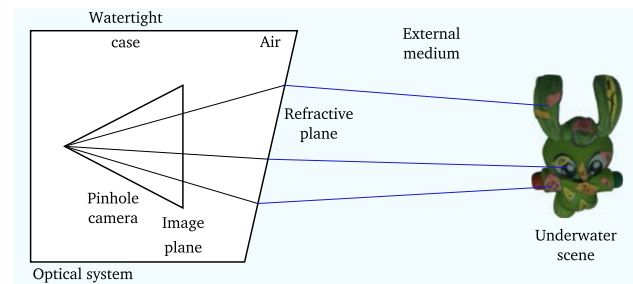 Watertight
case
Air
External
medium
Refractive
plane
Pinhole
camera
Image
plane
Underwater
scene
Optical system